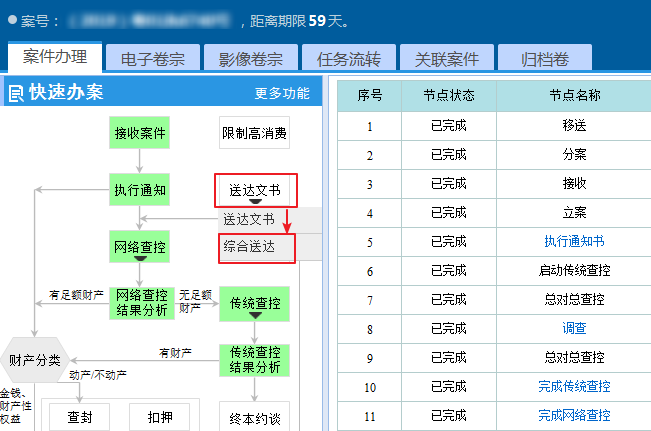 案号：
，距离期限 59 天。
案件办理 电子卷宗 影像卷宗 任务流转 关联案件 归档卷
快速办案 更多功能
接收案件 限制高消费
执行通知 送达文书
送达文书
网络查控 综合送达
有足额财产 网络查控
结果分析 无足额
财产 传统查控
财产分类 有财产 传统查控
结果分析
动产/不动产
金钱、
财产性
权益
查封 扣押 终本约谈
序号 节点状态 节点名称
1 已完成 移送
2 已完成 分案
3 已完成 接收
4 已完成 立案
5 已完成 执行通知书
6 已完成 启动传统查控
7 已完成 总对总查控
8 已完成 调查
9 已完成 总对总查控
10 已完成 完成传统查控
11 已完成 完成网络查控